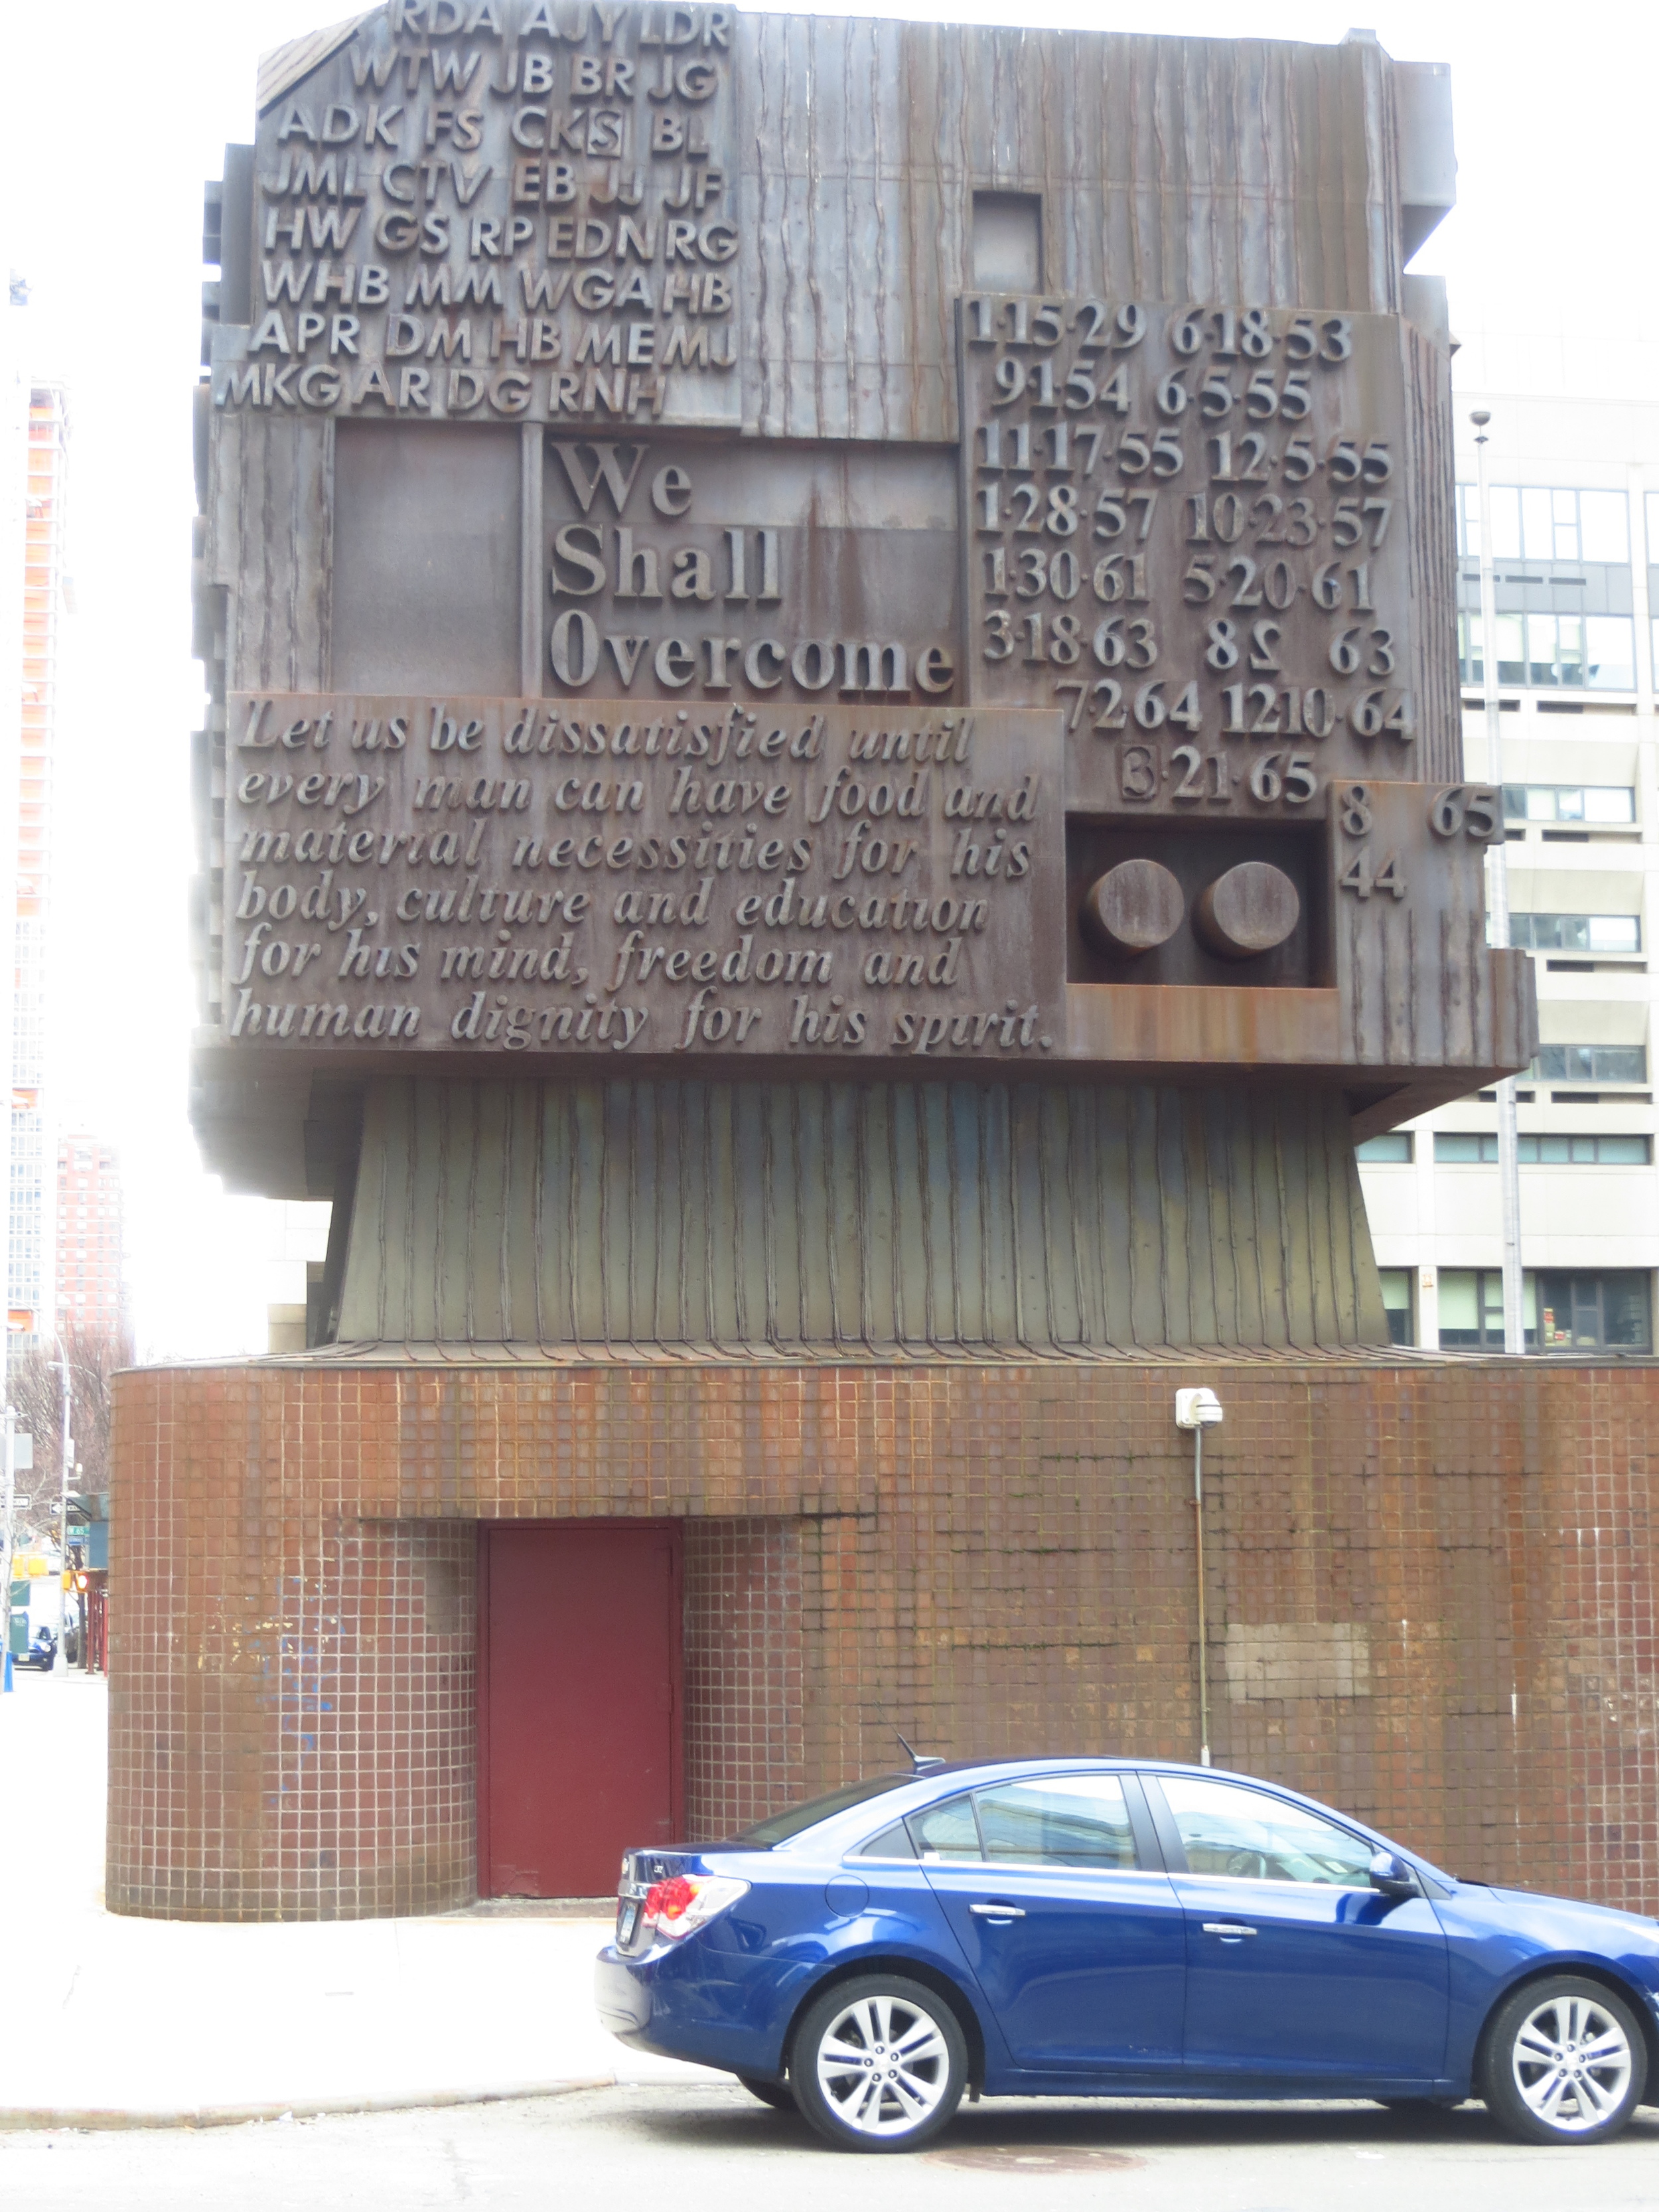 RDA AJY LDR
WTW JB BR JG
ADK FS CKS BL
JML CTV EB JJ JF
HW GS RP EDN RG
WHB MM WGA HB
APR DM HB ME MJ
MKG AR DG RNH
We
Shall
Overcome
1·15·29 6·18·53
9·1·54 6·5·55
11·17·55 12·5·55
1·28·57 10·23·57
1·30·61 5·20·61
3·18·63 8·2 63
7·2·64 12·10·64
3·21·65
8 65
44
Let us be dissatisfied until
every man can have food and
material necessities for his
body, culture and education
for his mind, freedom and
human dignity for his spirit.